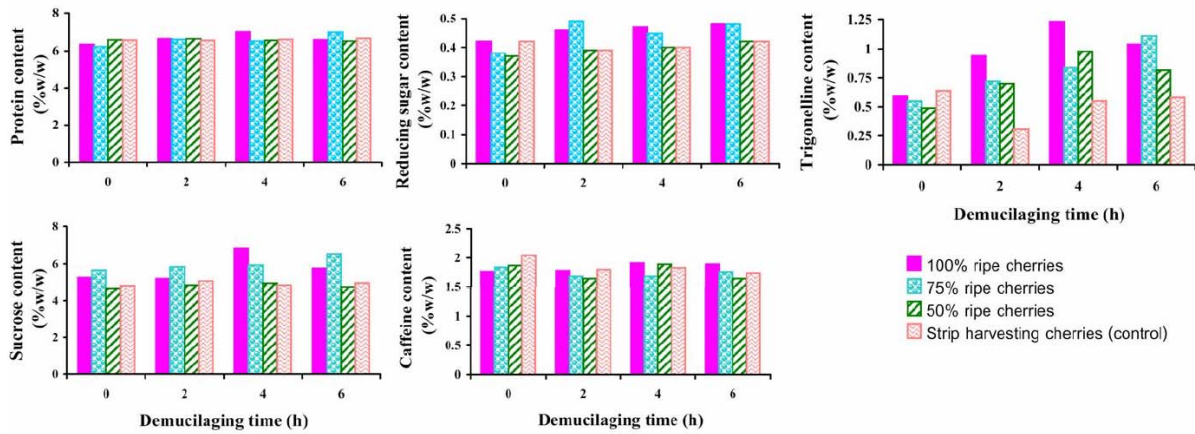 Protein content
(%w/w)
8
6
4
2
0
0
2
4
6
Reducing sugar content
(%w/w)
0.5
0.4
0.3
0.2
0.1
0
0
2
4
6
Trigonelline content
(%w/w)
1.25
1
0.75
0.5
0.25
0
0
2
4
6
Demucilaging time (h)
Sucrose content
(%w/w)
8
6
4
2
0
0
2
4
6
Demucilaging time (h)
Caffeine content
(%w/w)
2.5
2
1.5
1
0.5
0
0
2
4
6
Demucilaging time (h)
100% ripe cherries
75% ripe cherries
50% ripe cherries
Strip harvesting cherries (control)